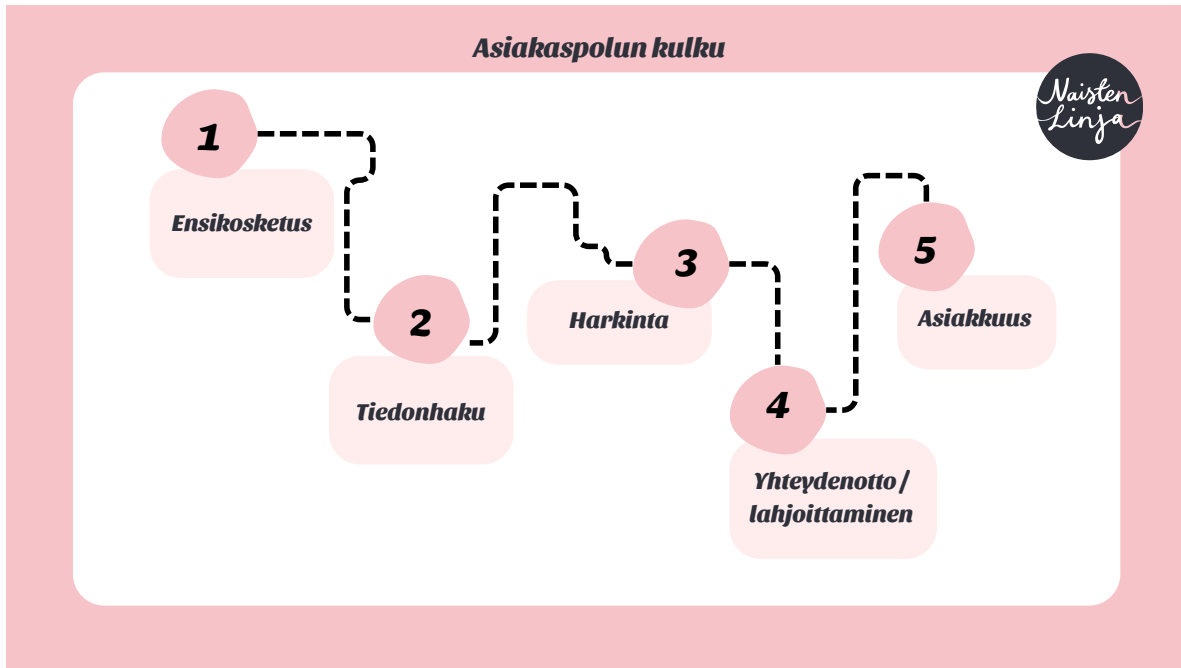 Asiakaspolun kulku
Naisten
Linja
1
Ensikosketus
2
Tiedonhaku
3
Harkinta
4
Yhteydenotto /
lahjoittaminen
5
Asiakkuus